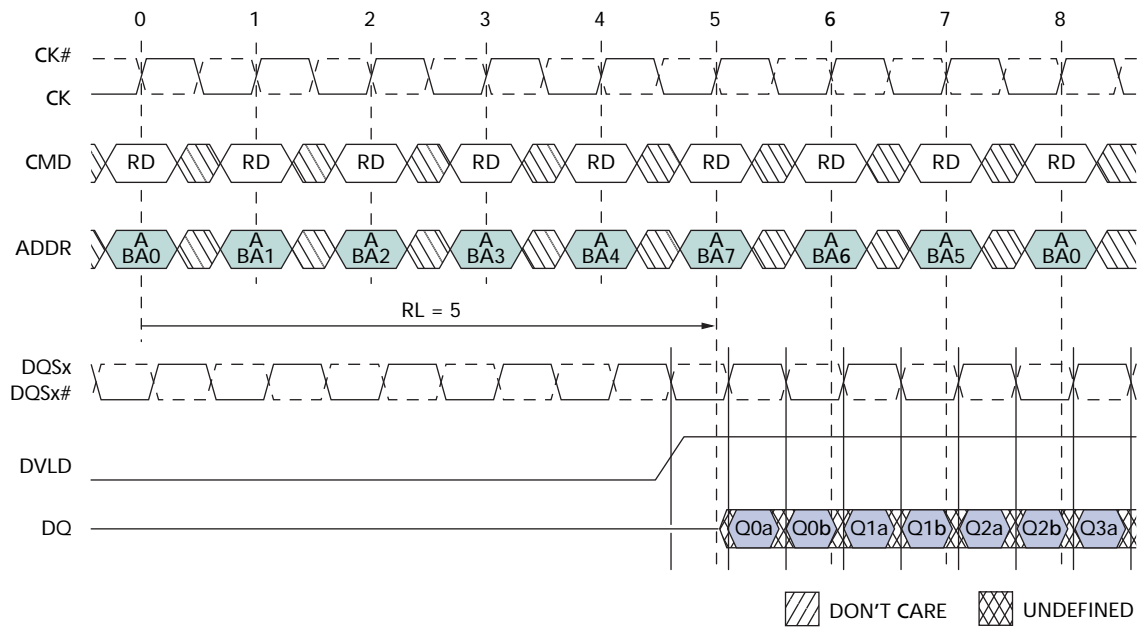 0 1 2 3 4 5 6 7 8
CK#
CK
CMD RD RD RD RD RD RD RD RD RD
ADDR A A A A A A A A A
BA0 BA1 BA2 BA3 BA4 BA7 BA6 BA5 BA0
RL = 5
DQSx
DQSx#
DVLD
DQ Q0a Q0b Q1a Q1b Q2a Q2b Q3a
DON'T CARE UNDEFINED